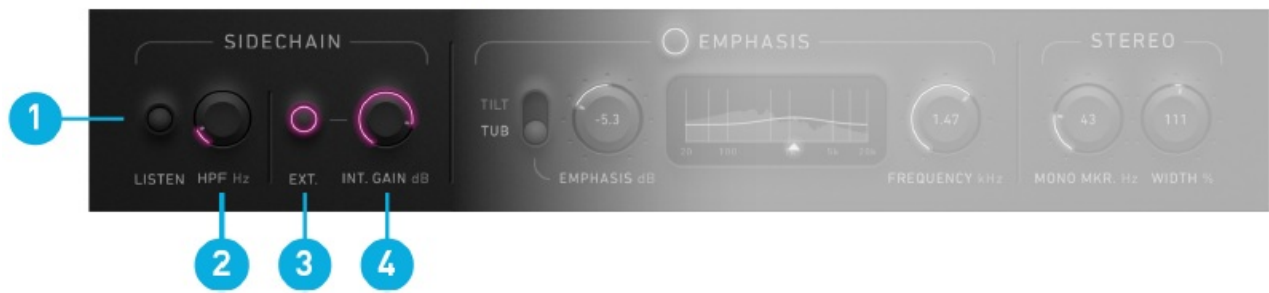 SIDECHAIN
EMPHASIS
STEREO
1
TILT
TUB
-5.3
20 100 5k 20k
1.47
43
111
LISTEN HPF Hz EXT. INT. GAIN dB EMPHASIS dB FREQUENCY kHz MONO MKR. Hz WIDTH %
2 3 4